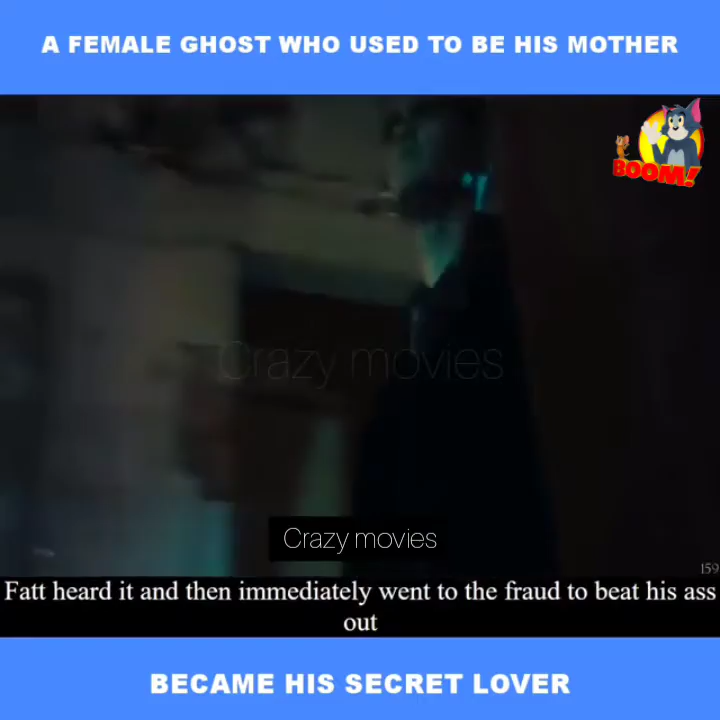 A FEMALE GHOST WHO USED TO BE HIS MOTHER
BOOM!
Crazy movies
Crazy movies
159
Fatt heard it and then immediately went to the fraud to beat his ass
out
BECAME HIS SECRET LOVER